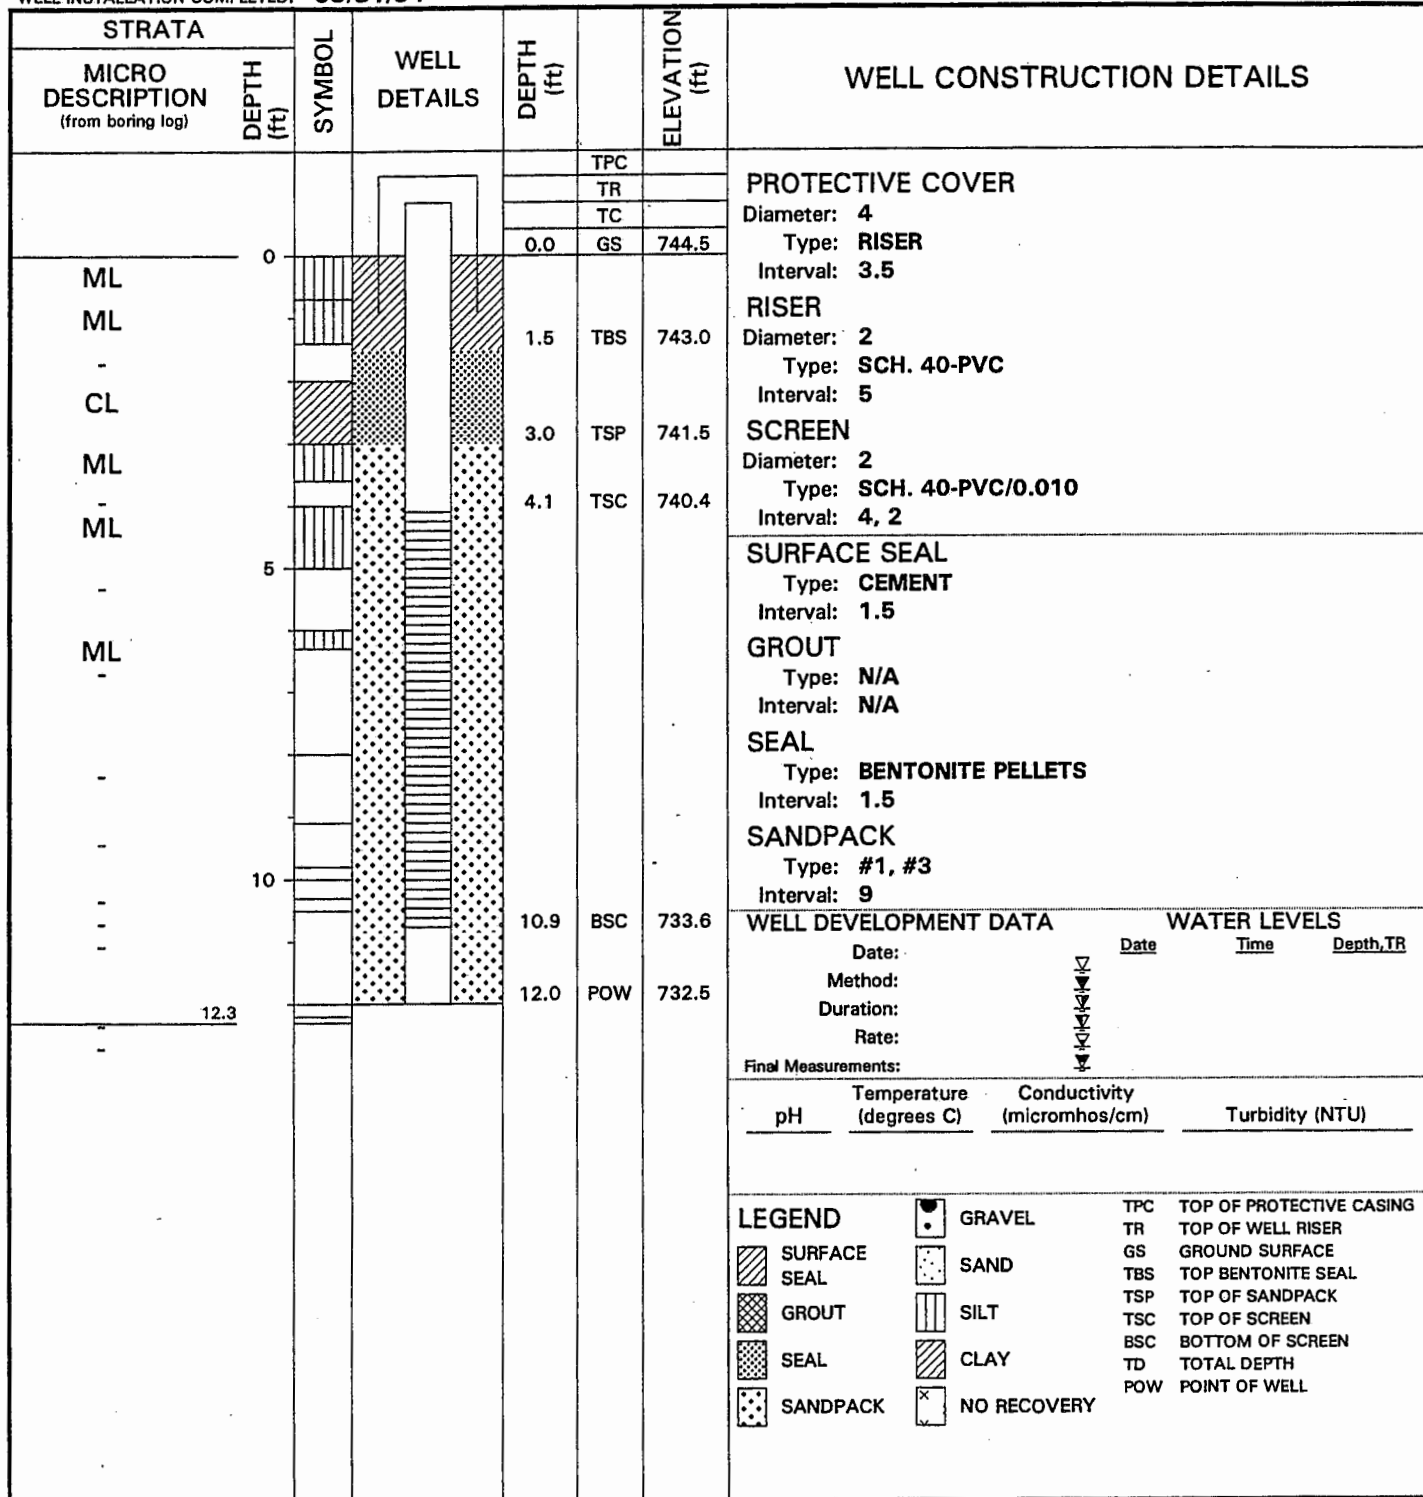 WELL INSTALLATION COMPLETED:
STRATA
MICRO
DESCRIPTION
(from boring log)
DEPTH
(ft)
SYMBOL
WELL
DETAILS
DEPTH
(ft)
ELEVATION
(ft)
WELL CONSTRUCTION DETAILS
TPC
TR
TC
0.0 GS 744.5
0
ML
ML
1.5 TBS 743.0
-
CL
3.0 TSP 741.5
ML
-
4.1 TSC 740.4
ML
5
-
ML
-
-
-
10
-
-
10.9 BSC 733.6
-
12.0 POW 732.5
12.3
-
-
PROTECTIVE COVER
Diameter: 4
Type: RISER
Interval: 3.5
RISER
Diameter: 2
Type: SCH. 40-PVC
Interval: 5
SCREEN
Diameter: 2
Type: SCH. 40-PVC/0.010
Interval: 4, 2
SURFACE SEAL
Type: CEMENT
Interval: 1.5
GROUT
Type: N/A
Interval: N/A
SEAL
Type: BENTONITE PELLETS
Interval: 1.5
SANDPACK
Type: #1, #3
Interval: 9
WELL DEVELOPMENT DATA
Date:
Method:
Duration:
Rate:
Final Measurements:
WATER LEVELS
Date Time Depth,TR
pH
Temperature
(degrees C)
Conductivity
(micromhos/cm)
Turbidity (NTU)
LEGEND
SURFACE
SEAL
GROUT
SEAL
SANDPACK
GRAVEL
SAND
SILT
CLAY
NO RECOVERY
TPC TOP OF PROTECTIVE CASING
TR TOP OF WELL RISER
GS GROUND SURFACE
TBS TOP BENTONITE SEAL
TSP TOP OF SANDPACK
TSC TOP OF SCREEN
BSC BOTTOM OF SCREEN
TD TOTAL DEPTH
POW POINT OF WELL